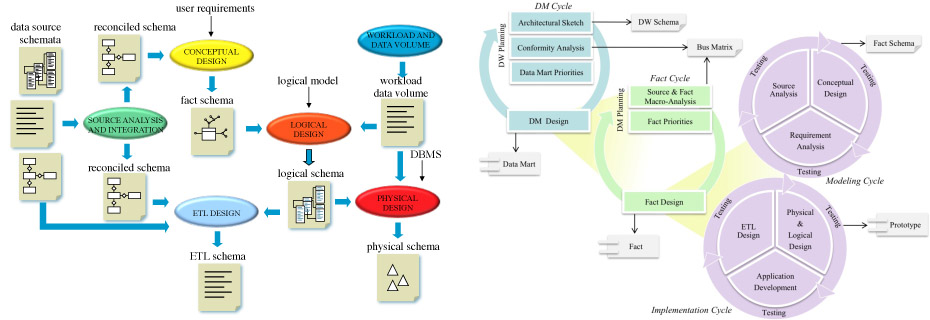 user requirements
data source
schemata
reconciled schema
CONCEPTUAL
DESIGN
WORKLOAD AND
DATA VOLUME
logical model
workload
data volume
fact schema
SOURCE ANALYSIS
AND INTEGRATION
LOGICAL
DESIGN
DBMS
reconciled schema
logical schema
ETL DESIGN
PHYSICAL
DESIGN
ETL schema
physical schema
DM Cycle
DW Planning
Architectural Sketch
Conformity Analysis
Data Mart Priorities
DM Design
Data Mart
DW Schema
Bus Matrix
Fact Cycle
DM Planning
Source & Fact
Macro-Analysis
Fact Priorities
Fact Design
Fact
Fact Schema
Testing
Testing
Source
Analysis
Conceptual
Design
Requirement
Analysis
Testing
Modeling Cycle
Testing
Testing
ETL
Design
Physical
&
Logical
Design
Prototype
Application
Development
Testing
Implementation Cycle